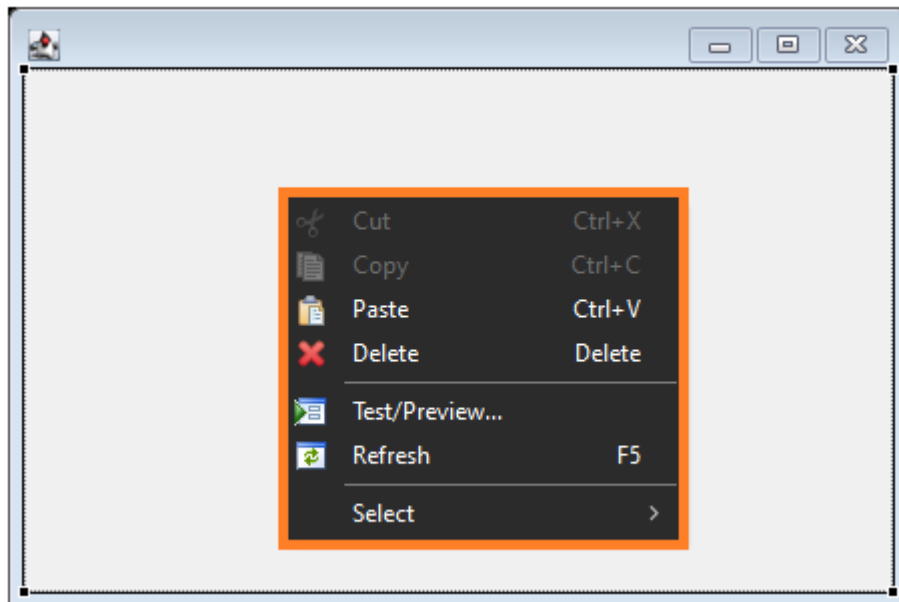 Cut Ctrl+X
Copy Ctrl+C
Paste Ctrl+V
Delete Delete
Test/Preview...
Refresh F5
Select